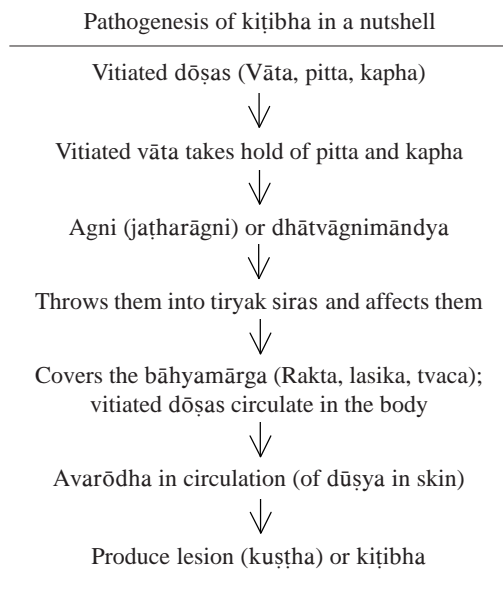 Pathogenesis of kiṭibha in a nutshell
Vitiated dōṣas (Vāta, pitta, kapha)
Vitiated vāta takes hold of pitta and kapha
Agni (jaṭharāgni) or dhātvāgnimāndya
Throws them into tiryak siras and affects them
Covers the bāhyamārga (Rakta, lasika, tvaca);
vitiated dōṣas circulate in the body
Avarōdha in circulation (of dūṣya in skin)
Produce lesion (kuṣṭha) or kiṭibha